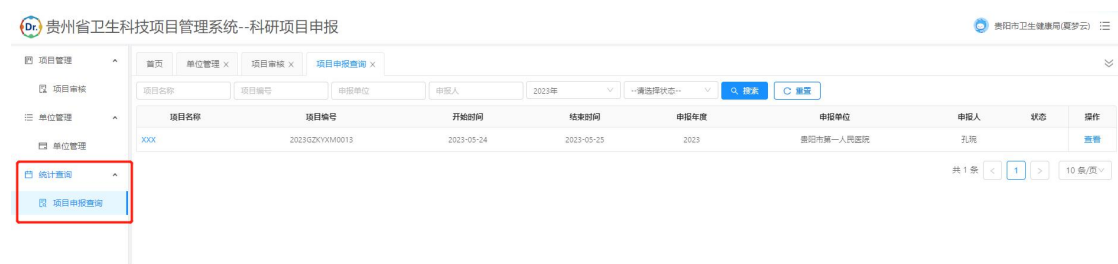 Dr. 贵州省卫生科技项目管理系统--科研项目申报
贵阳市卫生健康局(夏梦云)
项目管理
项目审核
单位管理
单位管理
统计查询
项目申报查询
首页 单位管理 × 项目审核 × 项目申报查询 ×
项目名称 项目编号 申报单位 申报人 2023年 --请选择状态-- 搜索 重置
项目名称 项目编号 开始时间 结束时间 申报年度 申报单位 申报人 状态 操作
XXX 2023GZKYXM0013 2023-05-24 2023-05-25 2023 贵阳市第一人民医院 孔琬 查看
共 1 条 < 1 > 10 条/页